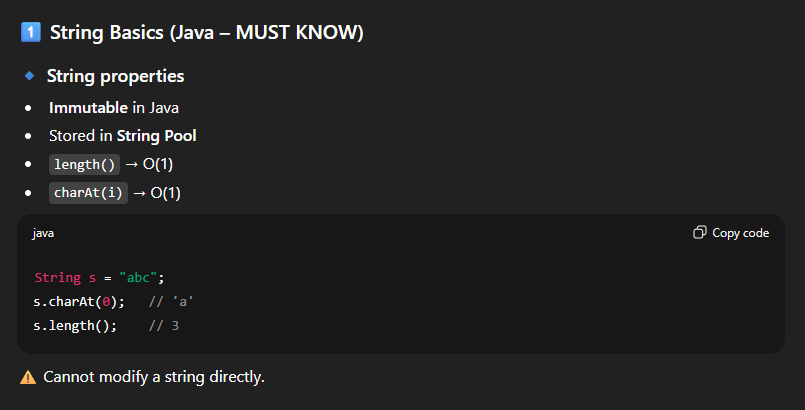 1️⃣ String Basics (Java – MUST KNOW)
🔹 String properties
• Immutable in Java
• Stored in String Pool
• length() → O(1)
• charAt(i) → O(1)
java Copy code
String s = "abc";
s.charAt(0);   // 'a'
s.length();    // 3
⚠️ Cannot modify a string directly.